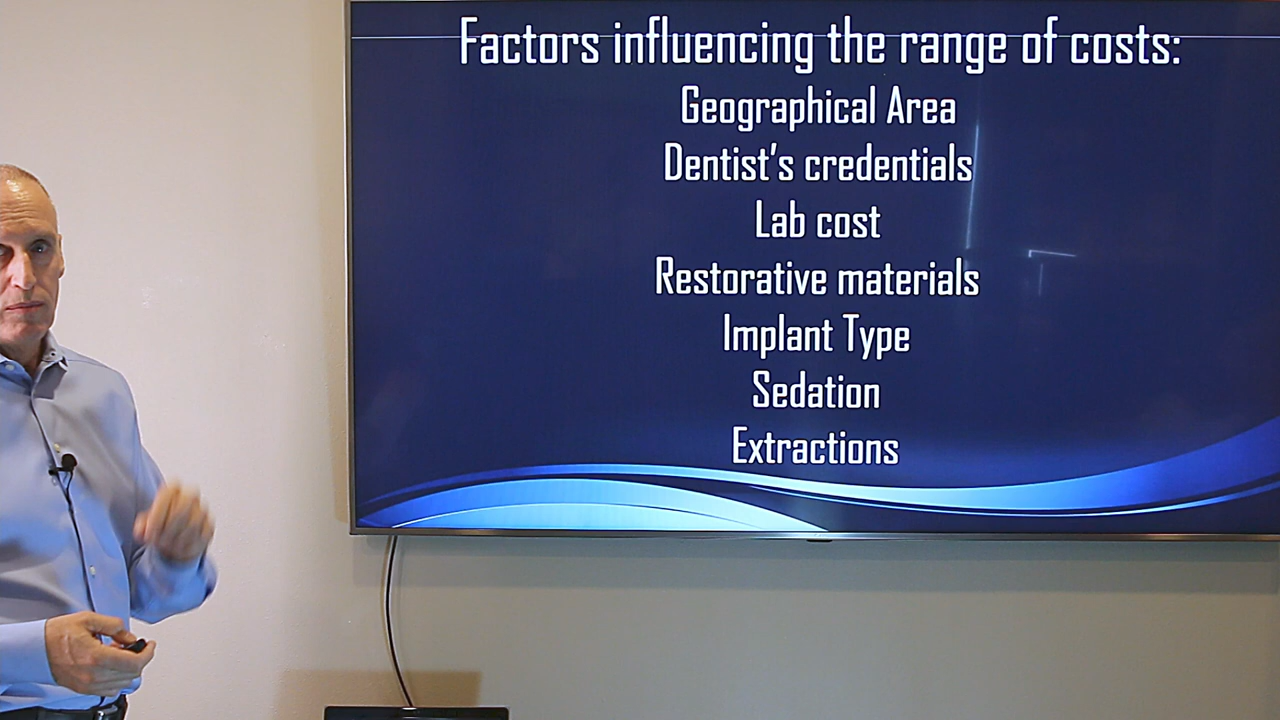 Factors influencing the range of costs:
Geographical Area
Dentist's credentials
Lab cost
Restorative materials
Implant Type
Sedation
Extractions